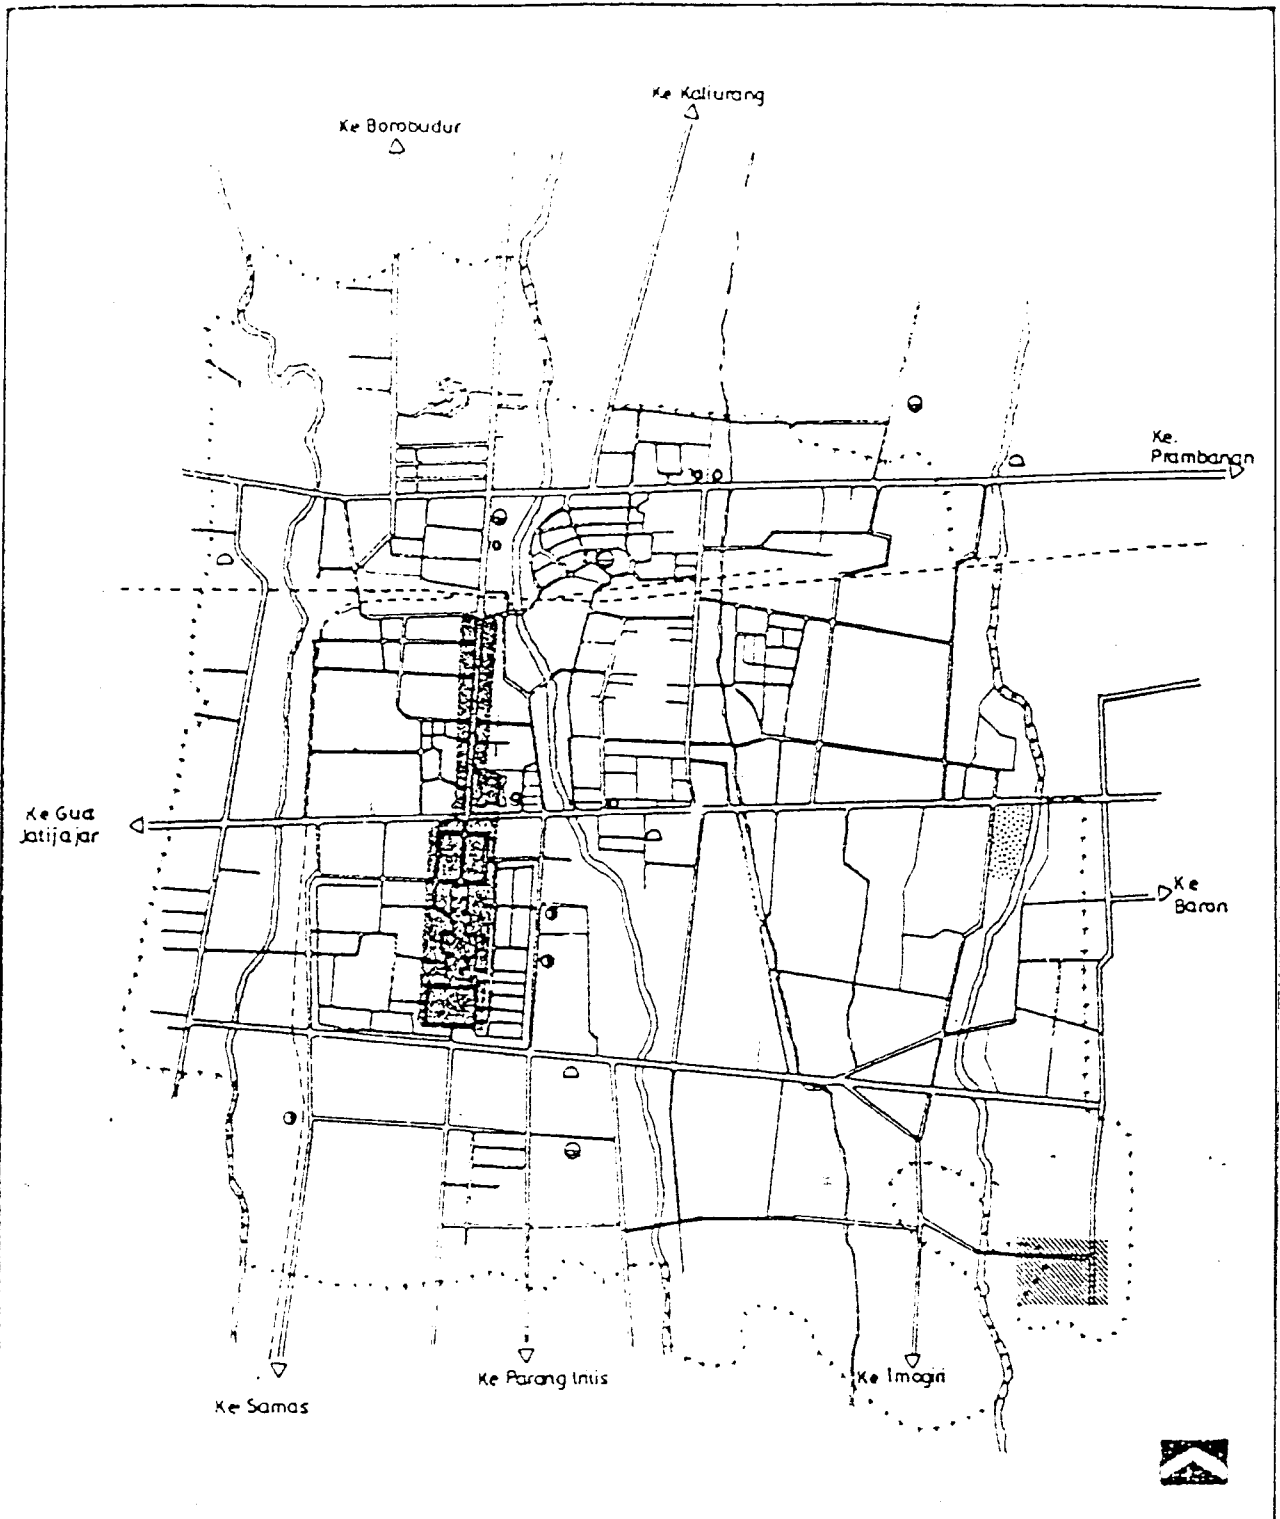 Ke Kaliurang
Ke Borobudur
Ke.
Prambanan
Ke Gua
Jatijajar
Ke
Baron
Ke Parang Tritis
Ke Imogiri
Ke Samas